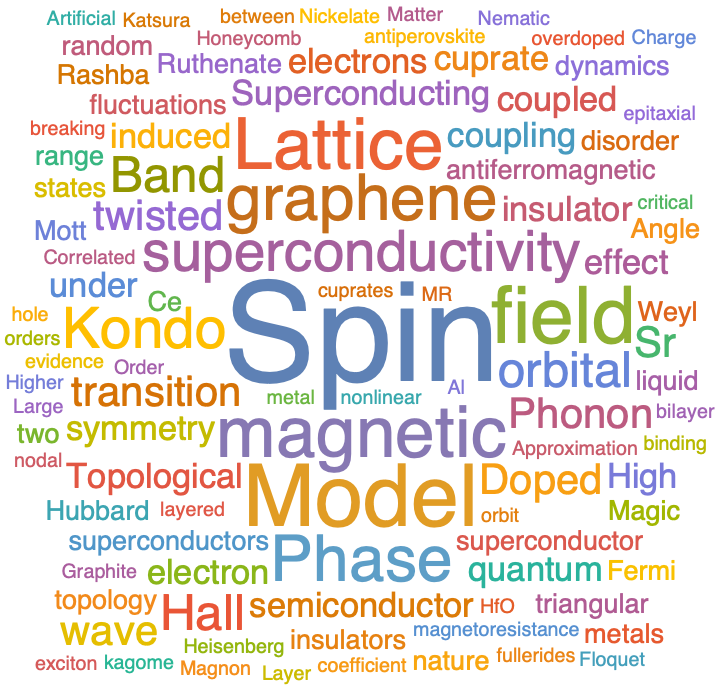 Artificial Katsura between Nickelate Matter Nematic
random Honeycomb antiperovskite overdoped Charge
Rashba Ruthenate electrons cuprate dynamics
fluctuations Superconducting coupled epitaxial
breaking induced Lattice coupling disorder
range Band antiferromagnetic
states twisted graphene insulator critical
Mott Angle
Correlated superconductivity effect
under Ce cuprates MR
hole Kondo Spin field Weyl
orders Sr
evidence Order orbital
Higher transition metal nonlinear Al liquid
Large magnetic Phonon bilayer
two symmetry Approximation binding
nodal Topological Model Doped High
Hubbard layered orbit Magic
superconductors Phase superconductor
Graphite electron quantum Fermi
topology Hall semiconductor HfO triangular
wave Heisenberg insulators magnetoresistance metals
exciton kagome Magnon Layer coefficient nature fullerides Floquet